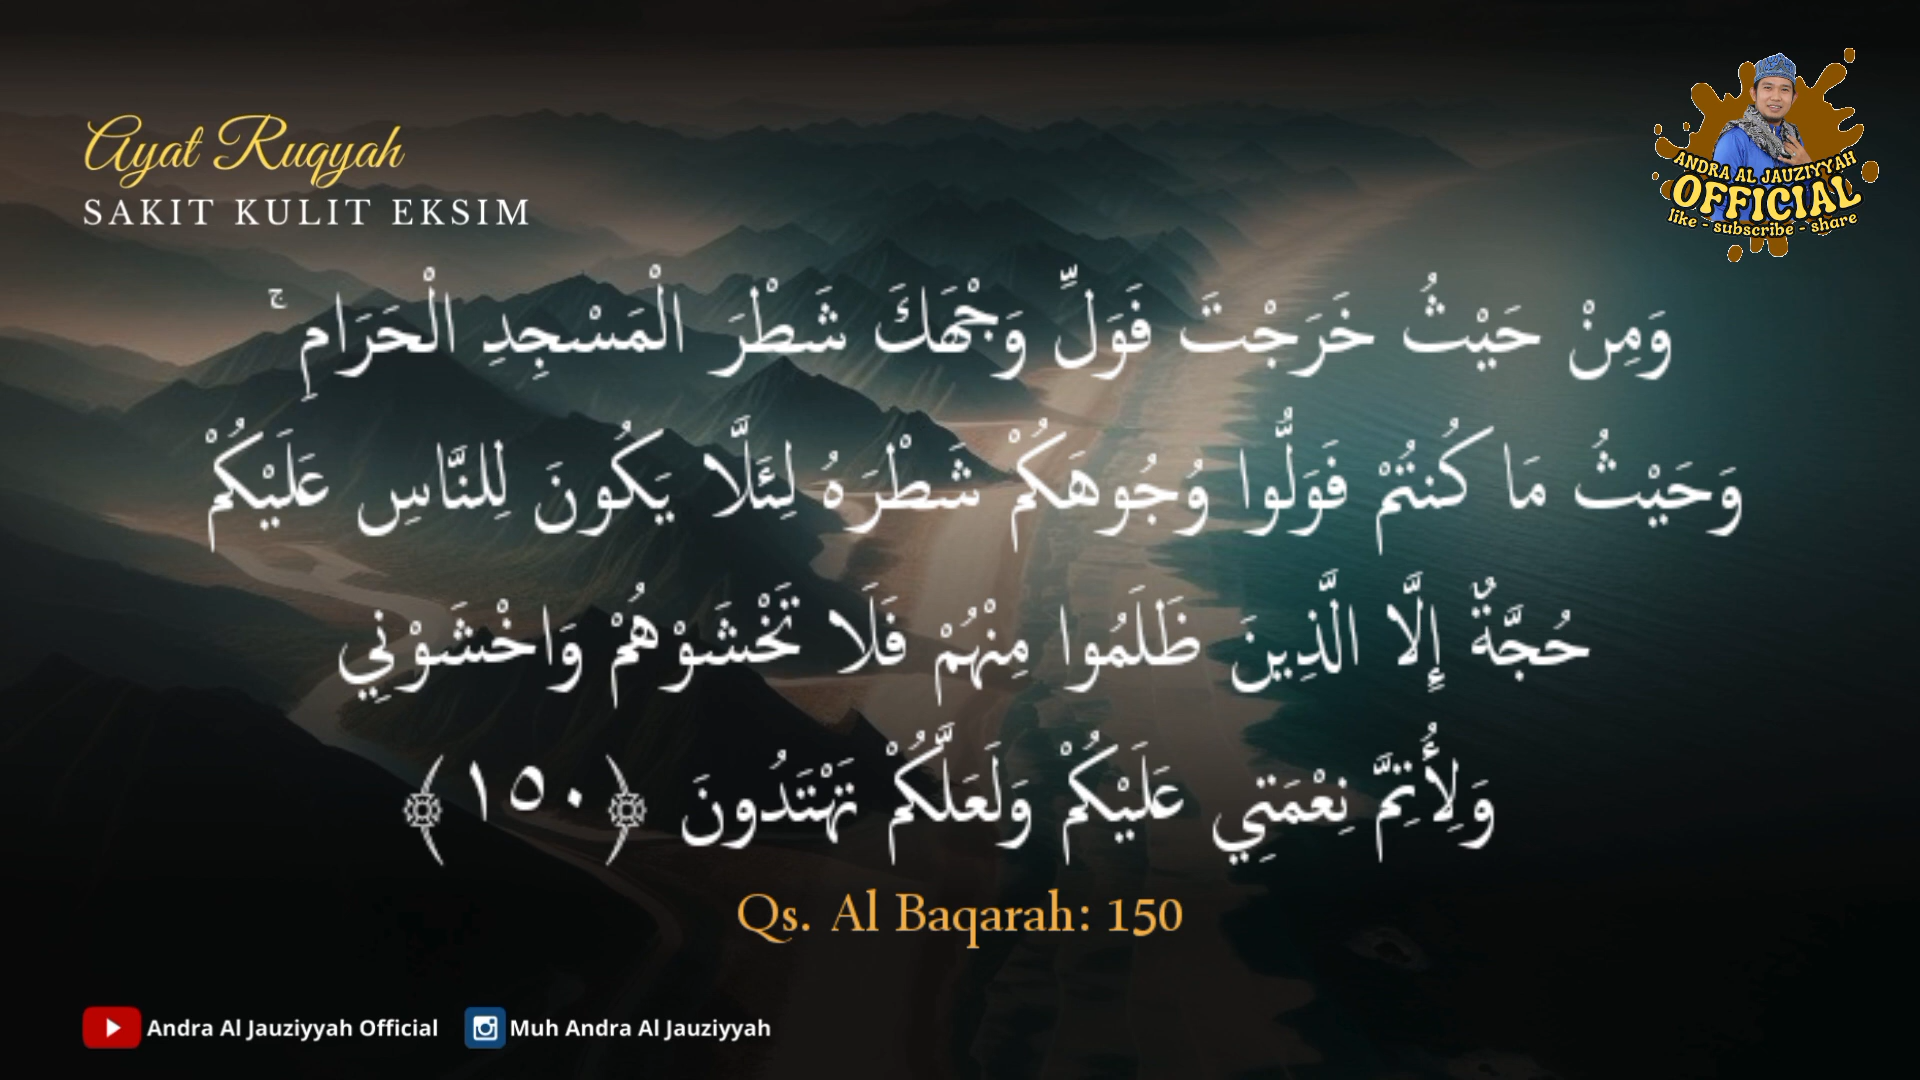 Ayat Ruqyah
SAKIT KULIT EKSIM
ANDRA AL JAUZIYYAH
OFFICIAL
like - subscribe - share
وَمِنْ حَيْثُ خَرَجْتَ فَوَلِّ وَجْهَكَ شَطْرَ الْمَسْجِدِ الْحَرَامِ ۚ
وَحَيْثُ مَا كُنتُمْ فَوَلُّوا وُجُوهَكُمْ شَطْرَهُ لِئَلَّا يَكُونَ لِلنَّاسِ عَلَيْكُمْ
حُجَّةٌ إِلَّا الَّذِينَ ظَلَمُوا مِنْهُمْ فَلَا تَخْشَوْهُمْ وَاخْشَوْنِي
وَلِأُتِمَّ نِعْمَتِي عَلَيْكُمْ وَلَعَلَّكُمْ تَهْتَدُونَ ﴿١٥٠﴾
Qs. Al Baqarah: 150
Andra Al Jauziyyah Official Muh Andra Al Jauziyyah